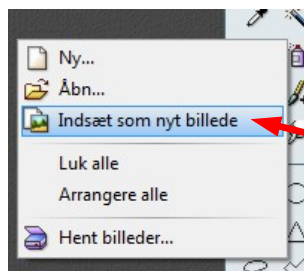 Ny...
Åbn...
Indsæt som nyt billede
Luk alle
Arrangere alle
Hent billeder...